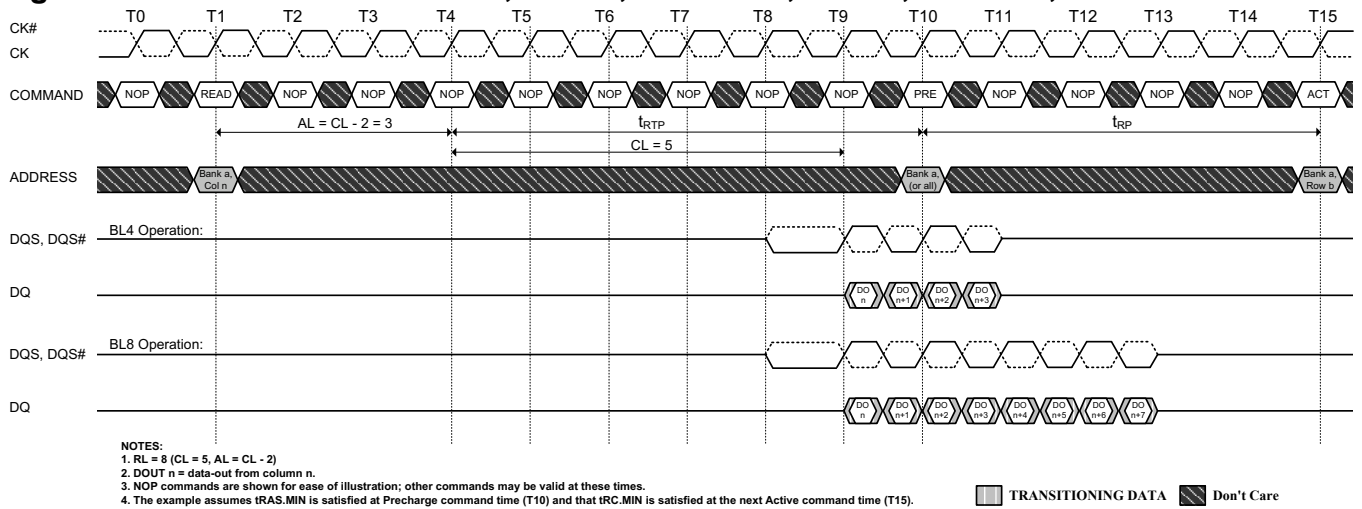 T0 T1 T2 T3 T4 T5 T6 T7 T8 T9 T10 T11 T12 T13 T14 T15
CK#
CK
COMMAND NOP READ NOP NOP NOP NOP NOP NOP NOP NOP PRE NOP NOP NOP NOP ACT
AL = CL - 2 = 3 tRTP tRP
CL = 5
ADDRESS Bank a, Col n Bank a, (or all) Bank a, Row b
BL4 Operation:
DQS, DQS#
DQ DO n DO n+1 DO n+2 DO n+3
BL8 Operation:
DQS, DQS#
DQ DO n DO n+1 DO n+2 DO n+3 DO n+4 DO n+5 DO n+6 DO n+7
NOTES:
1. RL = 8 (CL = 5, AL = CL - 2)
2. DOUT n = data-out from column n.
3. NOP commands are shown for ease of illustration; other commands may be valid at these times.
4. The example assumes tRAS.MIN is satisfied at Precharge command time (T10) and that tRC.MIN is satisfied at the next Active command time (T15).
TRANSITIONING DATA Don't Care